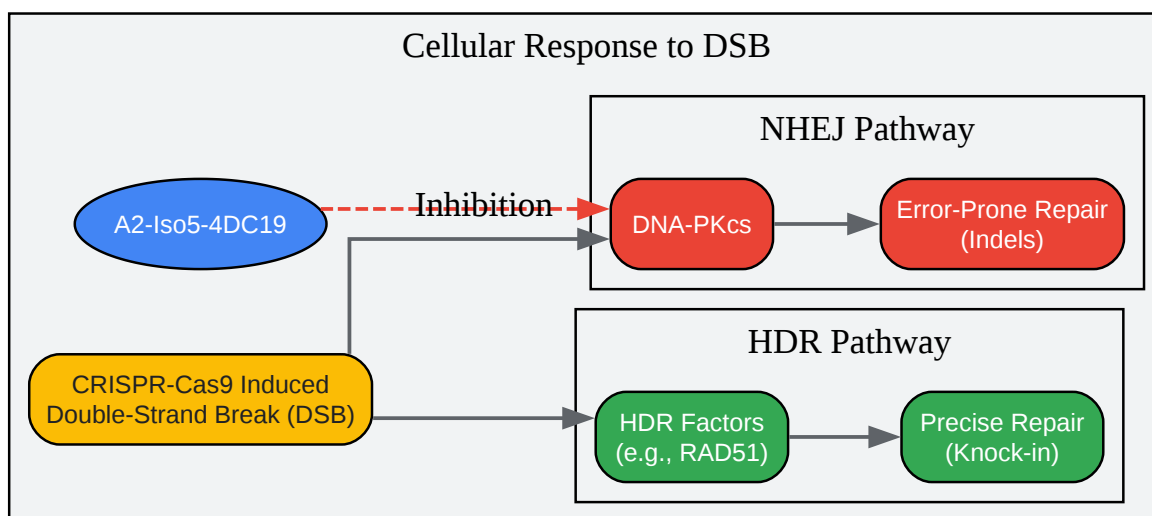 Cellular Response to DSB
NHEJ Pathway
A2-Iso5-4DC19
Inhibition
DNA-PKcs
Error-Prone Repair
(Indels)
HDR Pathway
CRISPR-Cas9 Induced
Double-Strand Break (DSB)
HDR Factors
(e.g., RAD51)
Precise Repair
(Knock-in)